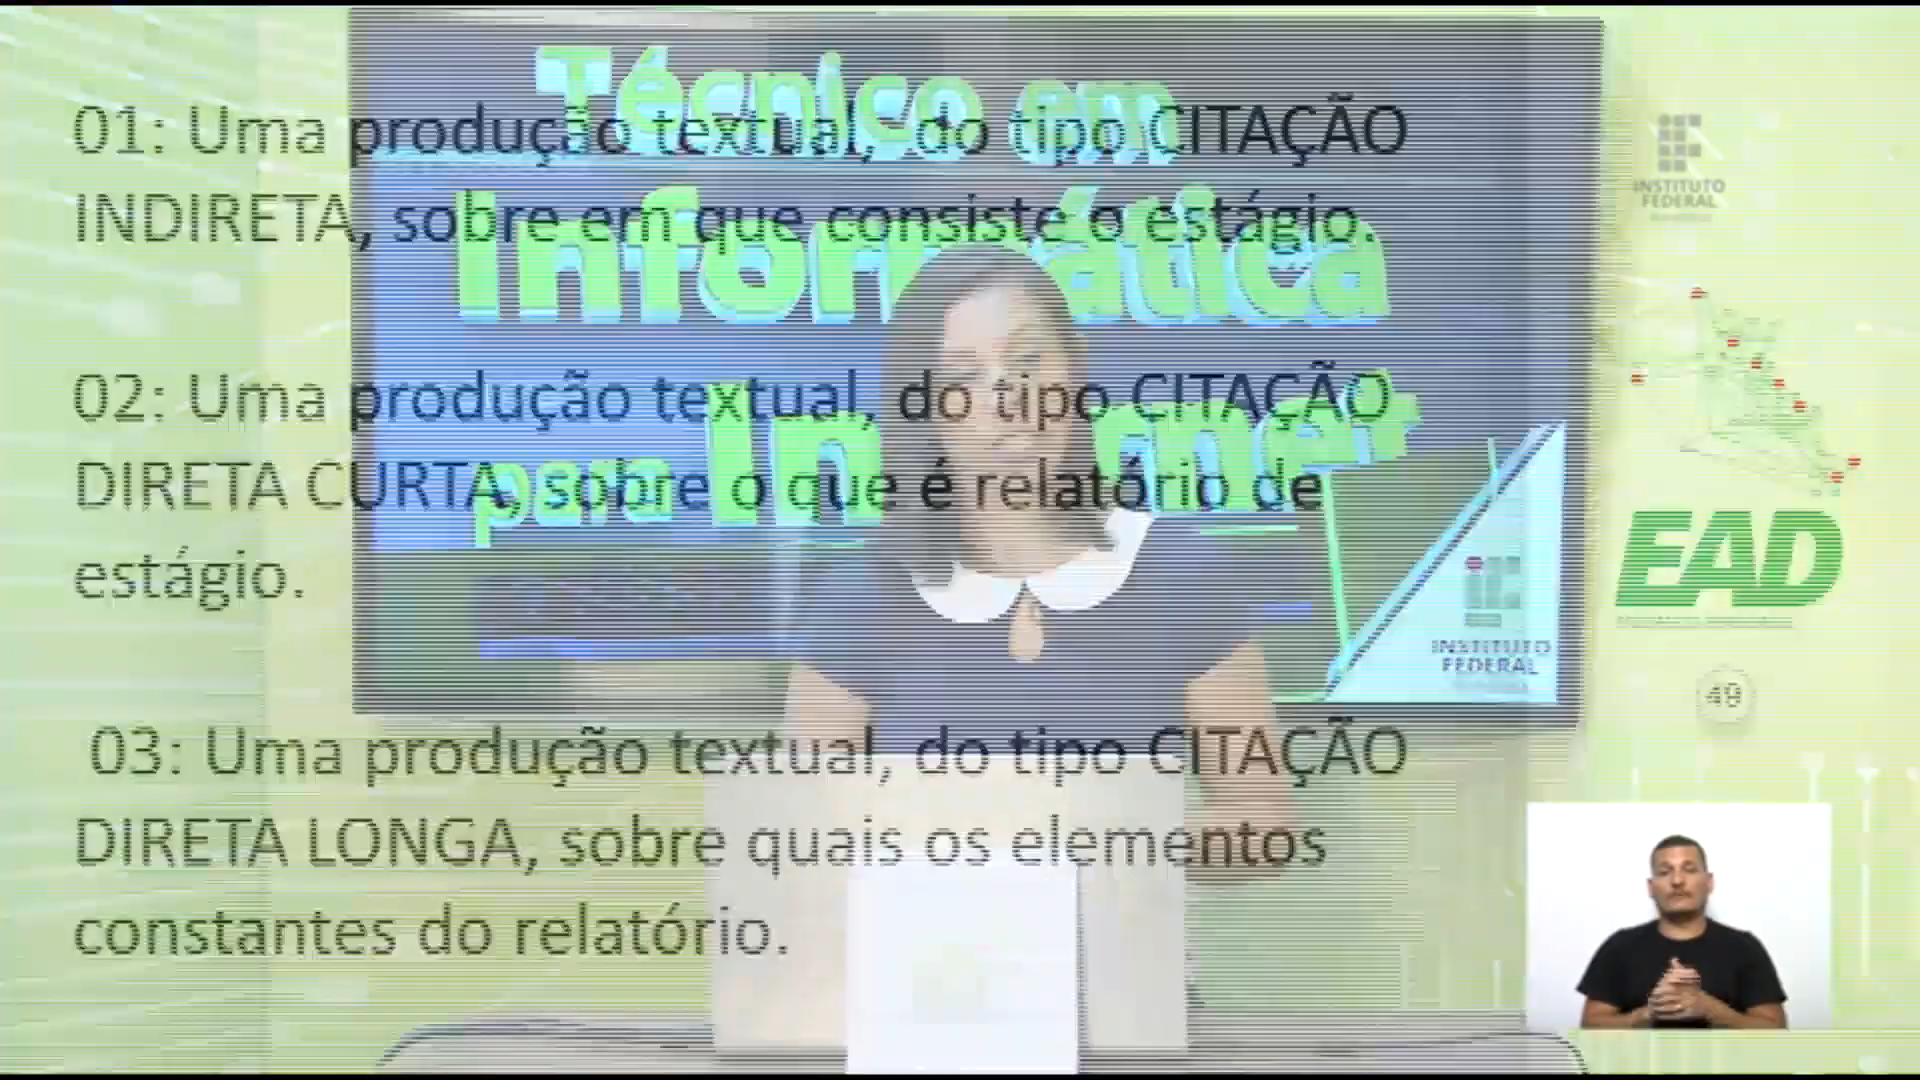 01: Uma produção textual, do tipo CITAÇÃO
INDIRETA, sobre em que consiste o estágio.
02: Uma produção textual, do tipo CITAÇÃO
DIRETA CURTA, sobre o que é relatório de
estágio.
03: Uma produção textual, do tipo CITAÇÃO
DIRETA LONGA, sobre quais os elementos
constantes do relatório.
Técnico em
Informática
para
INSTITUTO
FEDERAL
INSTITUTO
FEDERAL
EAD
49